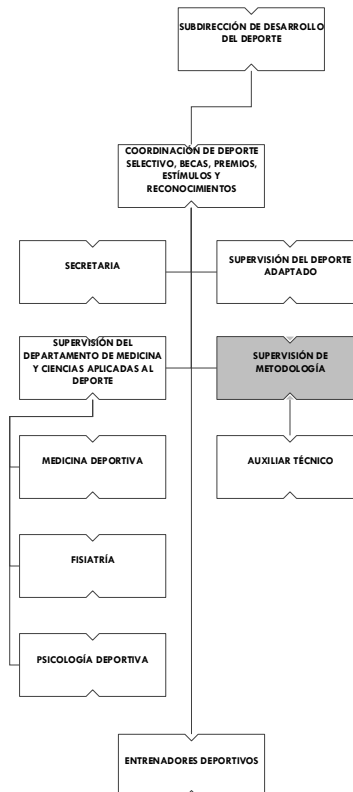 SUBDIRECCIÓN DE DESARROLLO
DEL DEPORTE
COORDINACIÓN DE DEPORTE
SELECTIVO, BECAS, PREMIOS,
ESTÍMULOS Y
RECONOCIMIENTOS
SECRETARIA
SUPERVISIÓN DEL DEPORTE
ADAPTADO
SUPERVISIÓN DEL
DEPARTAMENTO DE MEDICINA
Y CIENCIAS APLICADAS AL
DEPORTE
SUPERVISIÓN DE
METODOLOGÍA
MEDICINA DEPORTIVA
AUXILIAR TÉCNICO
FISIATRÍA
PSICOLOGÍA DEPORTIVA
ENTRENADORES DEPORTIVOS